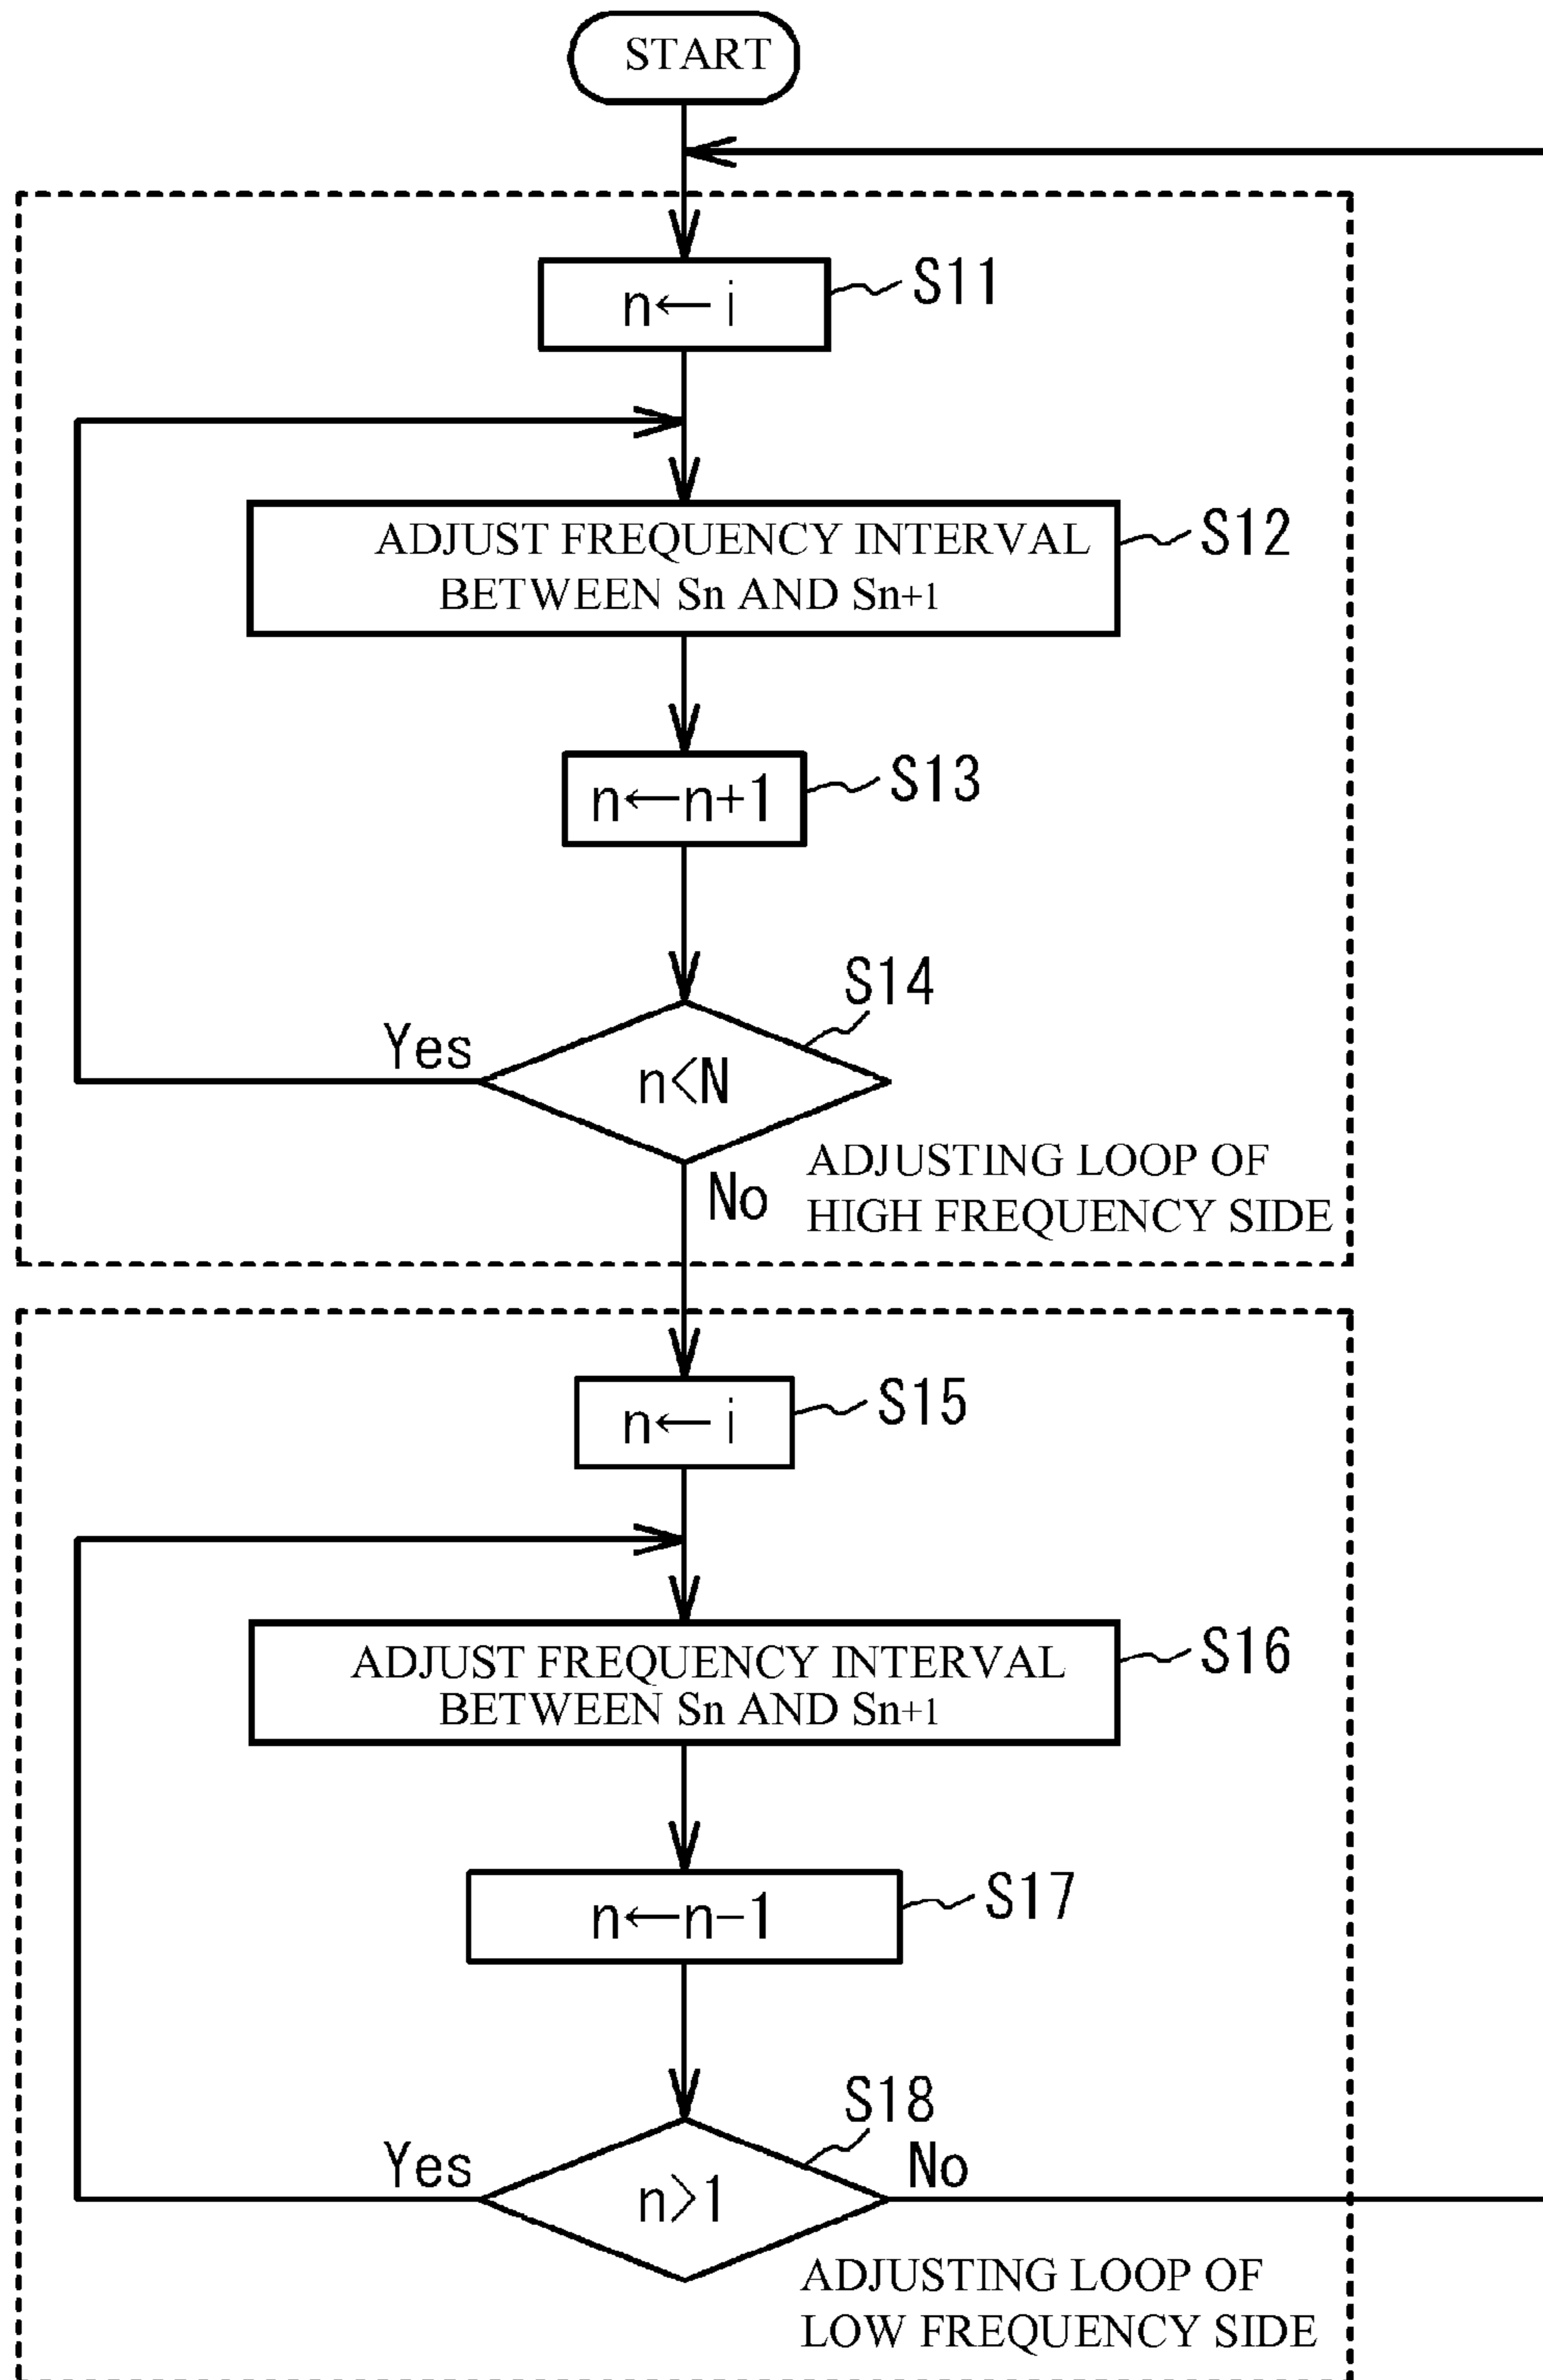 START
n←i
S11
ADJUST FREQUENCY INTERVAL
BETWEEN Sn AND Sn+1
S12
n←n+1
S13
S14
Yes
n<N
No
ADJUSTING LOOP OF
HIGH FREQUENCY SIDE
n←i
S15
ADJUST FREQUENCY INTERVAL
BETWEEN Sn AND Sn+1
S16
n←n-1
S17
S18
Yes
n>1
No
ADJUSTING LOOP OF
LOW FREQUENCY SIDE